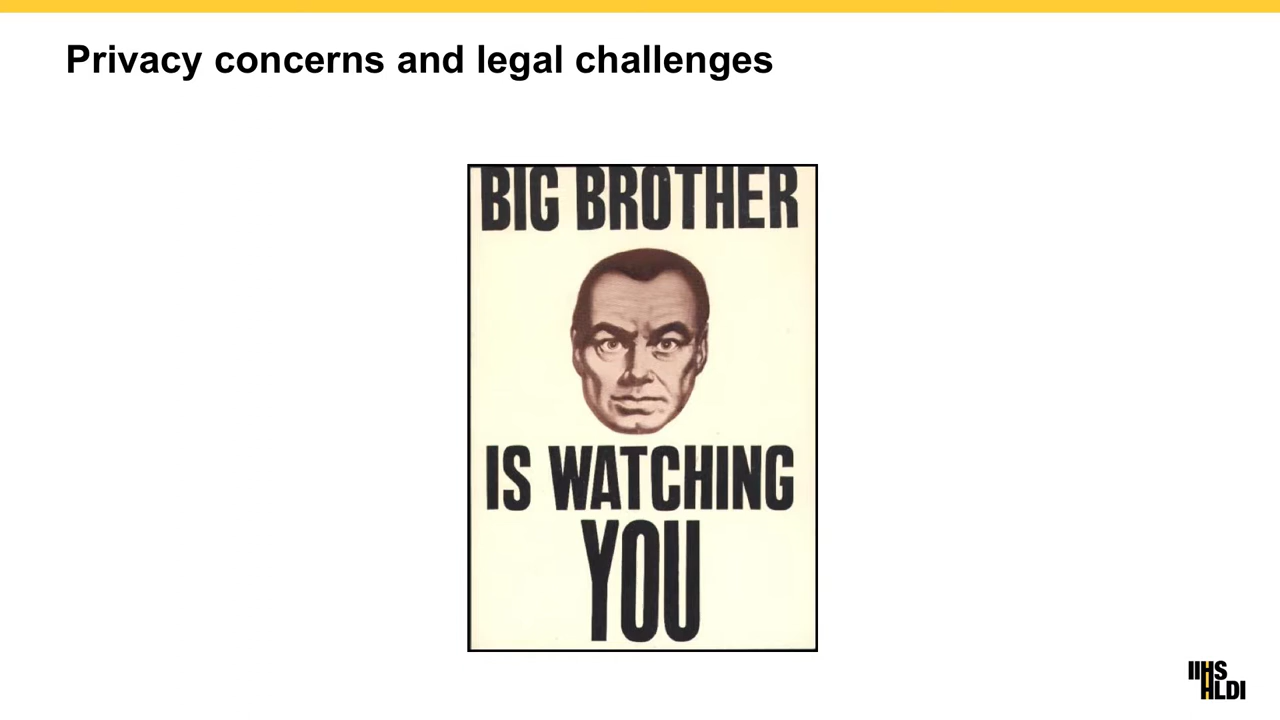 Privacy concerns and legal challenges
BIG BROTHER
IS WATCHING
YOU
IIHS
HLDI